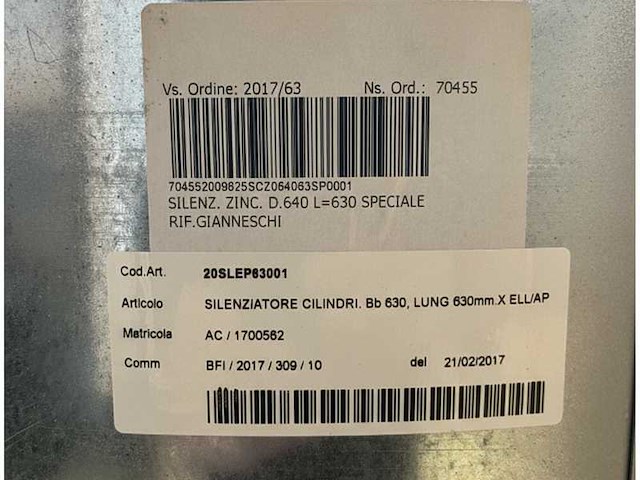 Vs. Ordine: 2017/63 Ns. Ord.: 70455
704552009825SCZ064063SP0001
SILENZ. ZINC. D.640 L=630 SPECIALE
RIF.GIANNESCHI
Cod.Art. 20SLEP63001
Articolo SILENZIATORE CILINDRI. Bb 630, LUNG 630mm.X ELL/AP
Matricola AC / 1700562
Comm BFI / 2017 / 309 / 10 del 21/02/2017